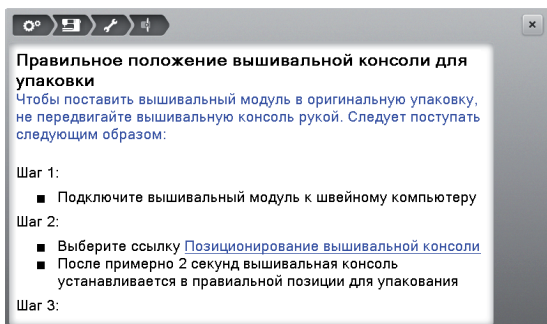 Правильное положение вышивальной консоли для
упаковки
Чтобы поставить вышивальный модуль в оригинальную упаковку,
не передвигайте вышивальную консоль рукой. Следует поступать
следующим образом:
Шаг 1:
■ Подключите вышивальный модуль к швейному компьютеру
Шаг 2:
■ Выберите ссылку Позиционирование вышивальной консоли
■ После примерно 2 секунд вышивальная консоль
устанавливается в правиальной позиции для упакования
Шаг 3: